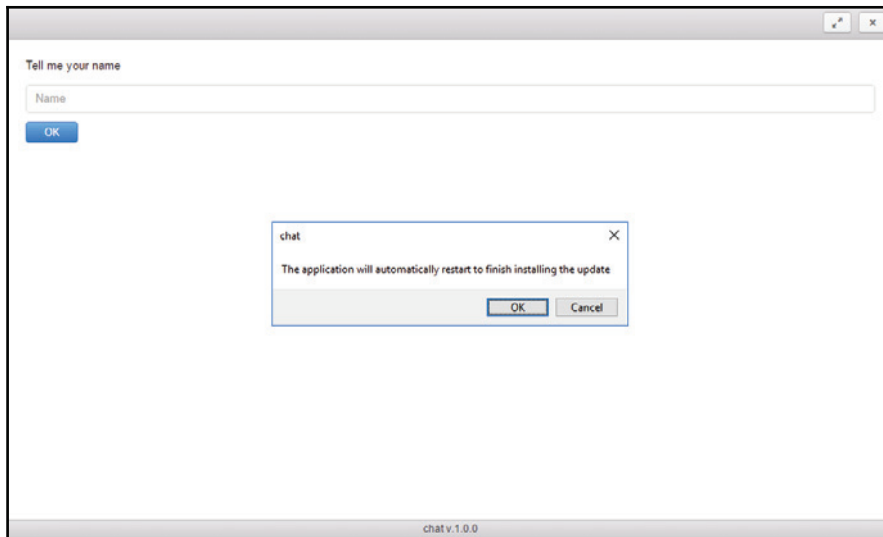 Tell me your name
Name
OK
chat
The application will automatically restart to finish installing the update
OK Cancel
chat v.1.0.0